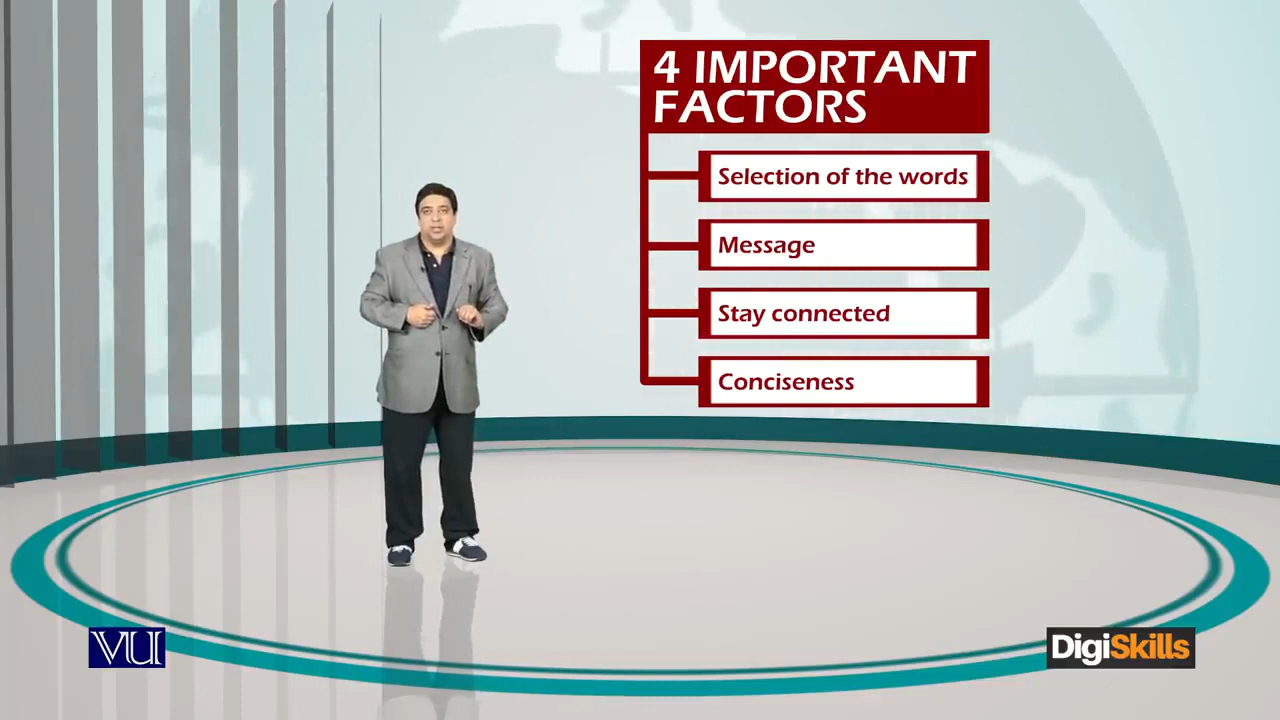 4 IMPORTANT
FACTORS
Selection of the words
Message
Stay connected
Conciseness
VU
DigiSkills